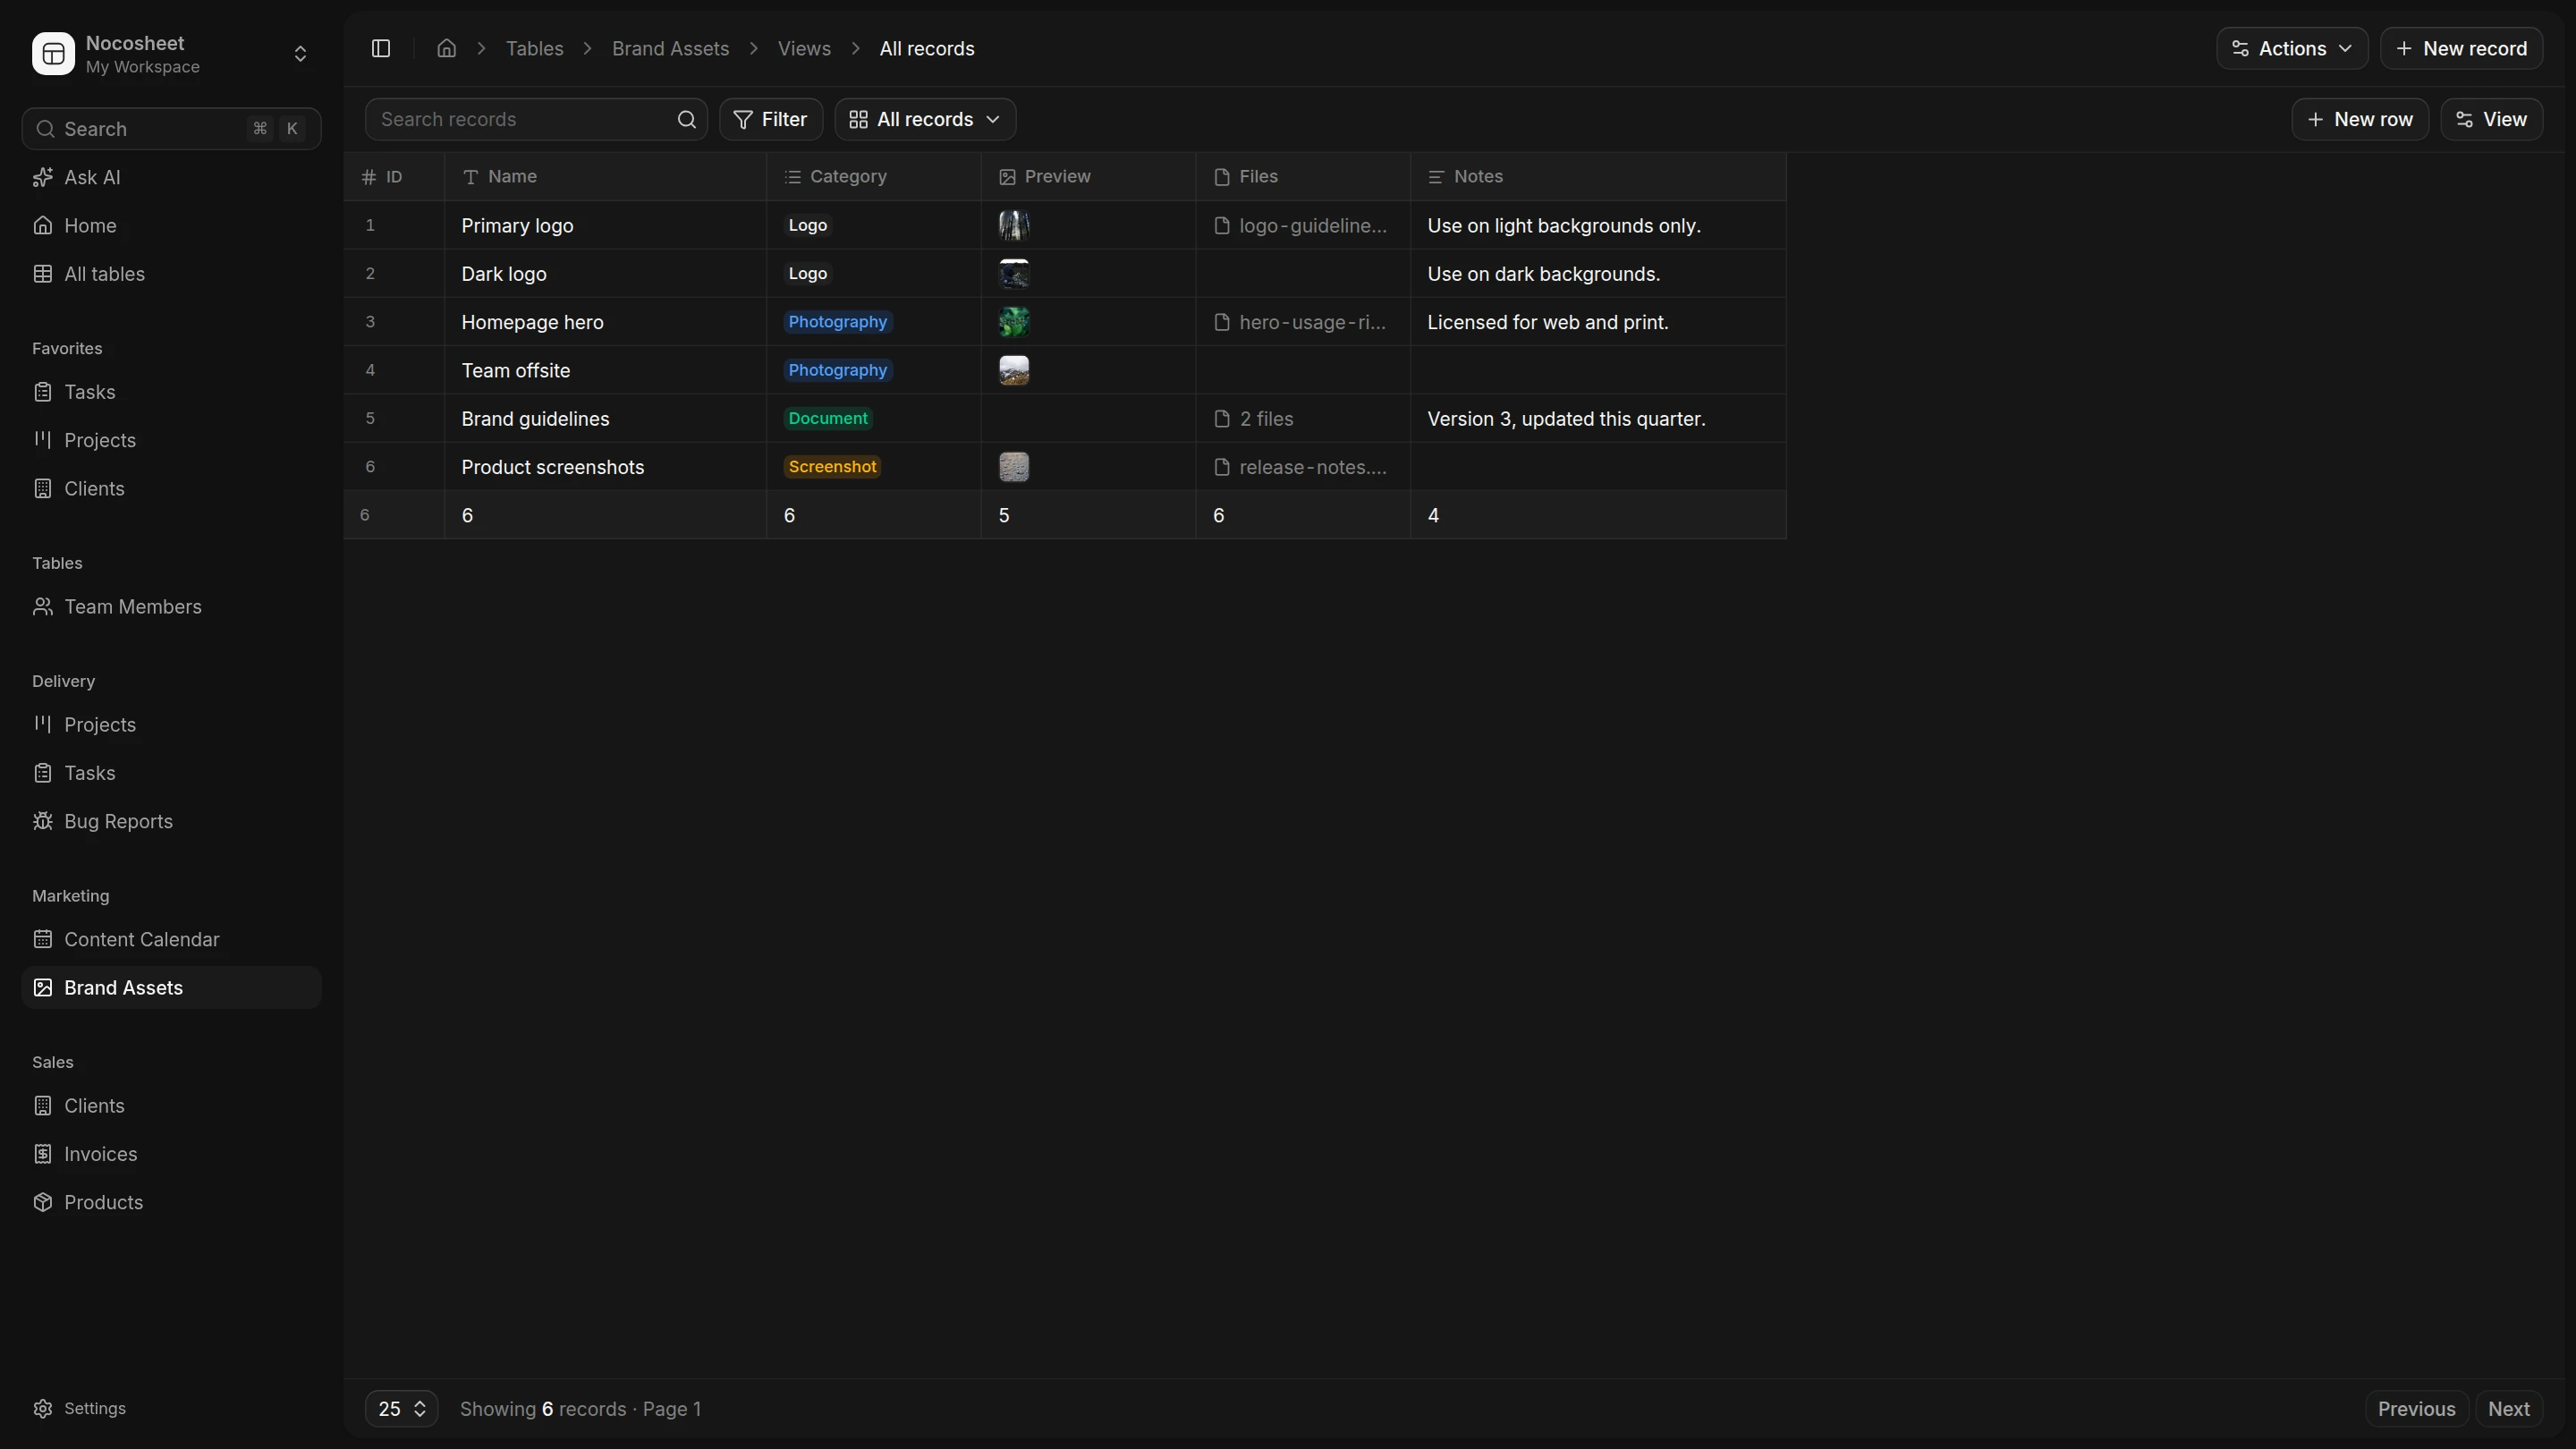 Nocosheet
My Workspace
Search ⌘ K
Ask AI
Home
All tables
Favorites
Tasks
Projects
Clients
Tables
Team Members
Delivery
Projects
Tasks
Bug Reports
Marketing
Content Calendar
Brand Assets
Sales
Clients
Invoices
Products
Settings
Tables > Brand Assets > Views > All records
Actions
New record
Search records
Filter
All records
New row
View
ID Name Category Preview Files Notes
1 Primary logo Logo logo-guideline... Use on light backgrounds only.
2 Dark logo Logo Use on dark backgrounds.
3 Homepage hero Photography hero-usage-ri... Licensed for web and print.
4 Team offsite Photography
5 Brand guidelines Document 2 files Version 3, updated this quarter.
6 Product screenshots Screenshot release-notes....
6 6 6 5 6 4
25 Showing 6 records · Page 1
Previous Next